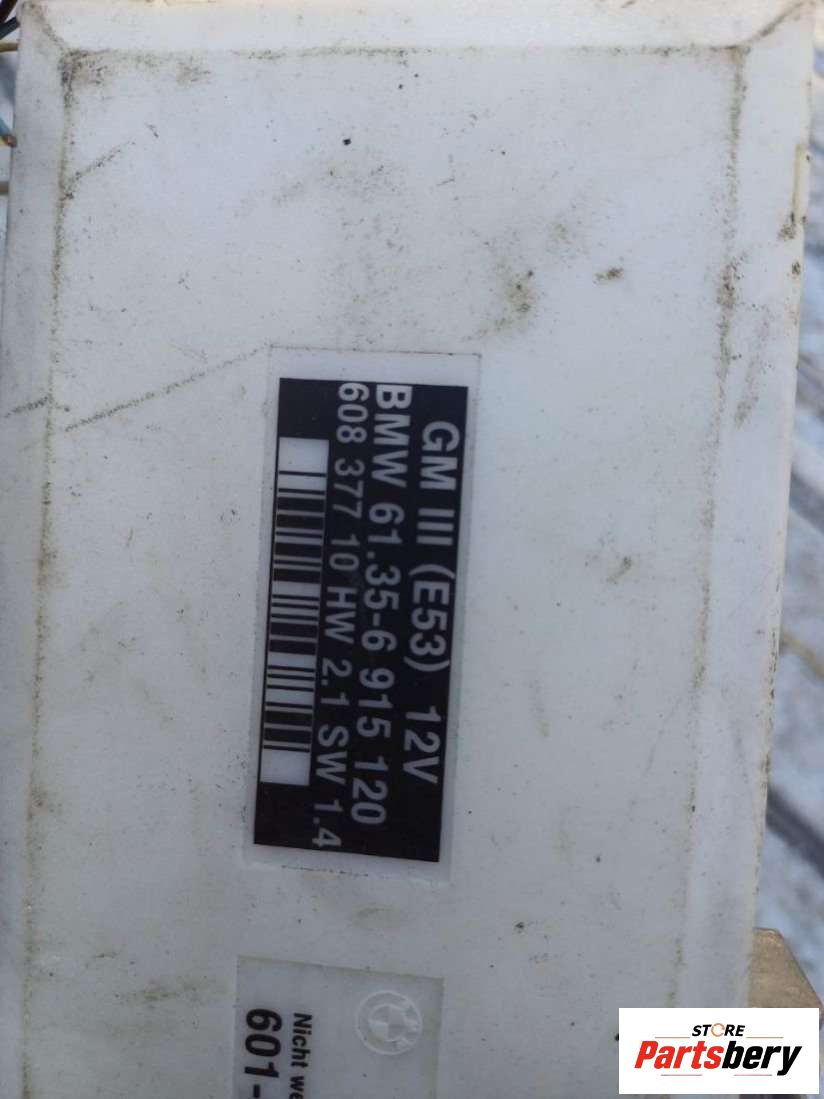 GM III (E53) 12V
BMW 61.35-6 915 120
608 377 10 HW 2.1 SW 1.4
Nicht we
601-
STORE
Partsbery